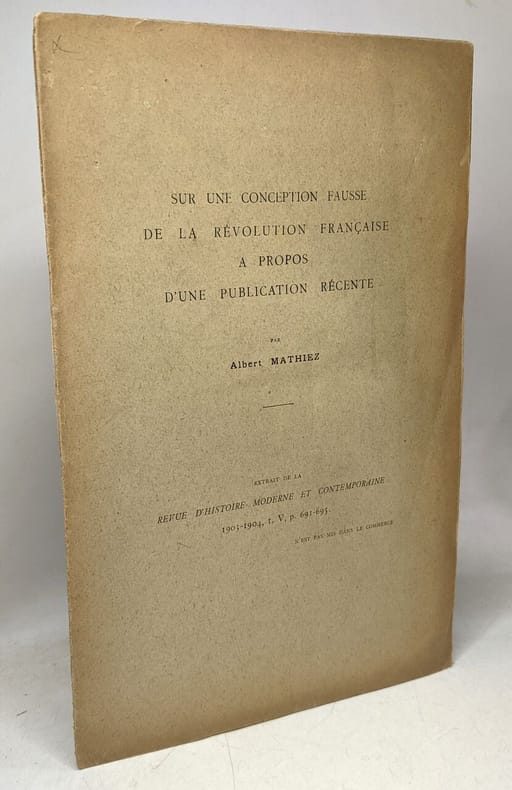 SUR UNE CONCEPTION FAUSSE
DE LA RÉVOLUTION FRANÇAISE
A PROPOS
D'UNE PUBLICATION RÉCENTE
PAR
Albert MATHIEZ
EXTRAIT DE LA
REVUE D'HISTOIRE MODERNE ET CONTEMPORAINE
1903-1904, t. V, p. 691-695.
N'EST PAS MIS DANS LE COMMERCE